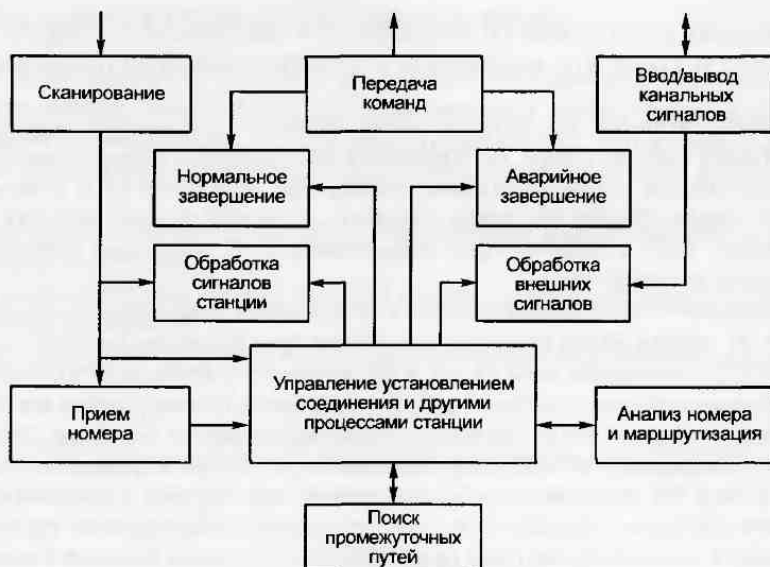 Сканирование
Передача
команд
Ввод/вывод
канальных
сигналов
Нормальное
завершение
Аварийное
завершение
Обработка
сигналов
станции
Обработка
внешних
сигналов
Прием
номера
Управление установлением
соединения и другими
процессами станции
Анализ номера
и маршрутизация
Поиск
промежуточных
путей